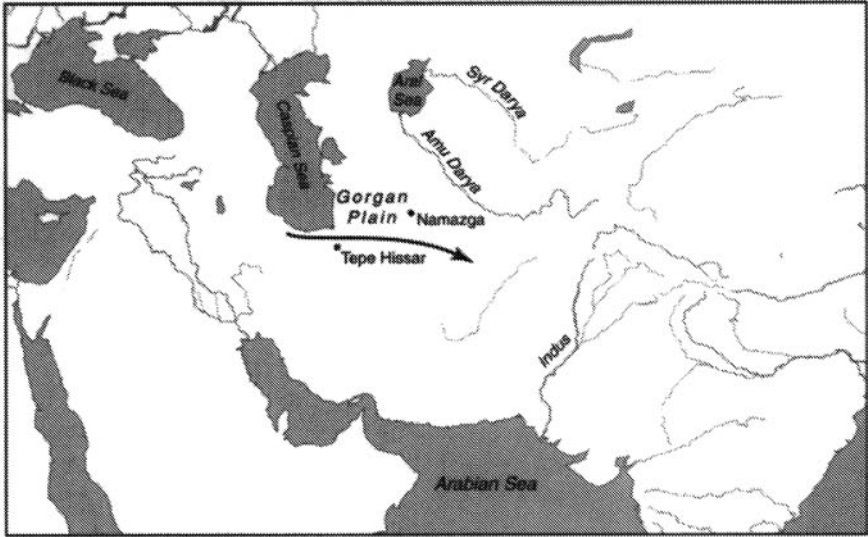 Black Sea
Caspian Sea
Aral
Sea
Syr Darya
Amu Darya
Gorgan
Plain
Namazga
Tepe Hissar
Indus
Arabian Sea